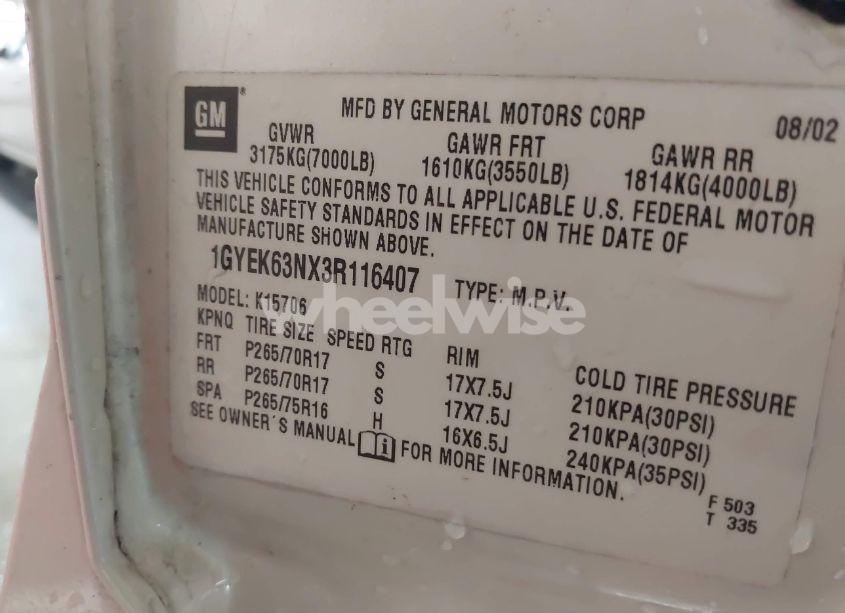 GM ® MFD BY GENERAL MOTORS CORP 08/02
GVWR GAWR FRT GAWR RR
3175KG(7000LB) 1610KG(3550LB) 1814KG(4000LB)
THIS VEHICLE CONFORMS TO ALL APPLICABLE U.S. FEDERAL MOTOR
VEHICLE SAFETY STANDARDS IN EFFECT ON THE DATE OF
MANUFACTURE SHOWN ABOVE.
1GYEK63NX3R116407 TYPE: M.P.V.
MODEL: K15706
wheelwise
KPNQ TIRE SIZE SPEED RTG RIM COLD TIRE PRESSURE
FRT P265/70R17 S 17X7.5J 210KPA(30PSI)
RR P265/70R17 S 17X7.5J 210KPA(30PSI)
SPA P265/75R16 H 16X6.5J 240KPA(35PSI)
SEE OWNER´S MANUAL FOR MORE INFORMATION.
F 503
T 335